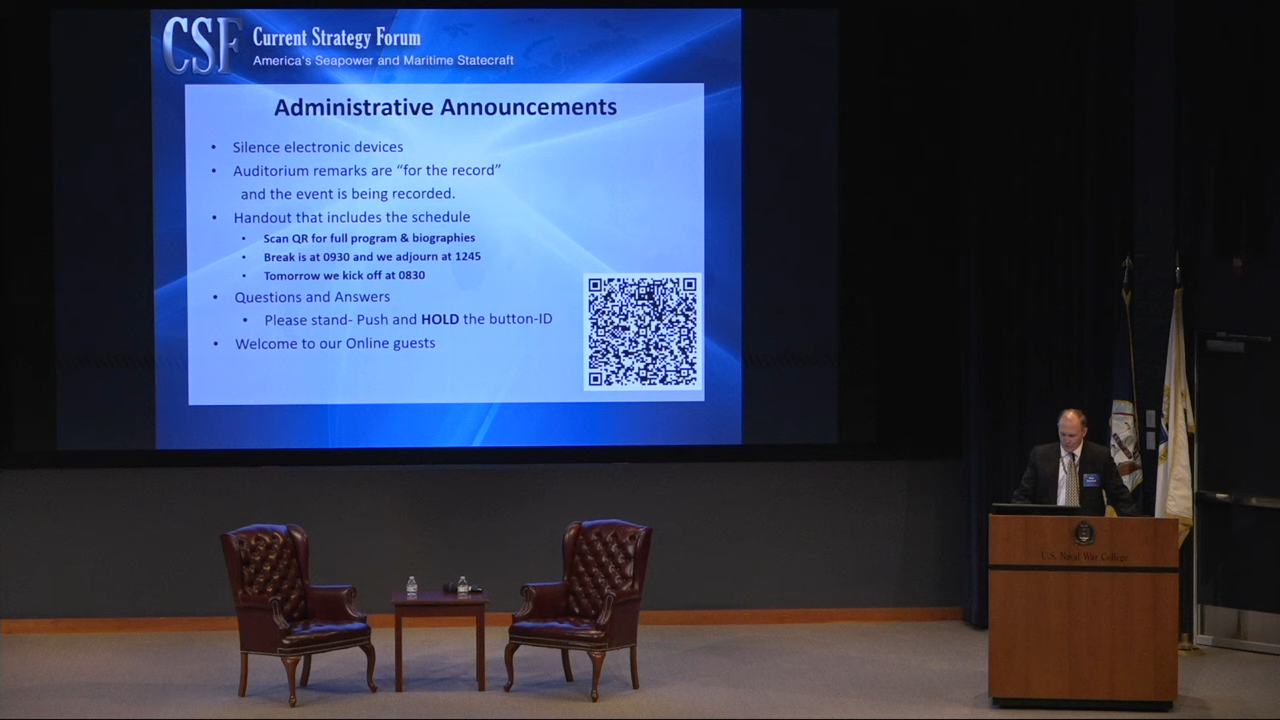 CSF
Current Strategy Forum
America's Seapower and Maritime Statecraft
Administrative Announcements
• Silence electronic devices
• Auditorium remarks are “for the record”
and the event is being recorded.
• Handout that includes the schedule
• Scan QR for full program & biographies
• Break is at 0930 and we adjourn at 1245
• Tomorrow we kick off at 0830
• Questions and Answers
• Please stand- Push and HOLD the button-ID
• Welcome to our Online guests
U.S. Naval War College